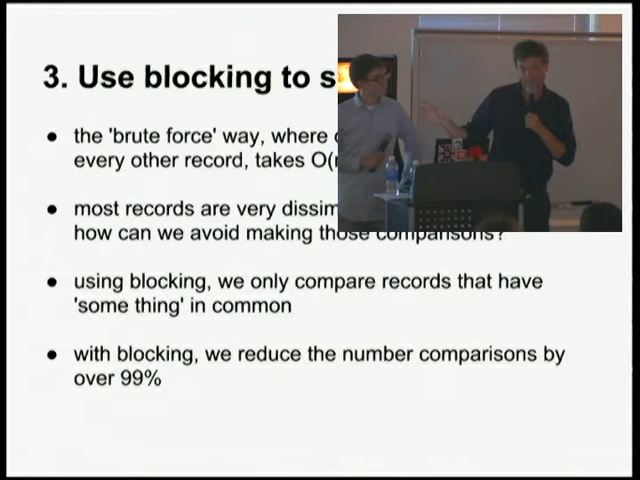 3. Use blocking to s
• the 'brute force' way, where
every other record, takes O(
• most records are very dissim
how can we avoid making those comparisons?
• using blocking, we only compare records that have
'some thing' in common
• with blocking, we reduce the number comparisons by
over 99%